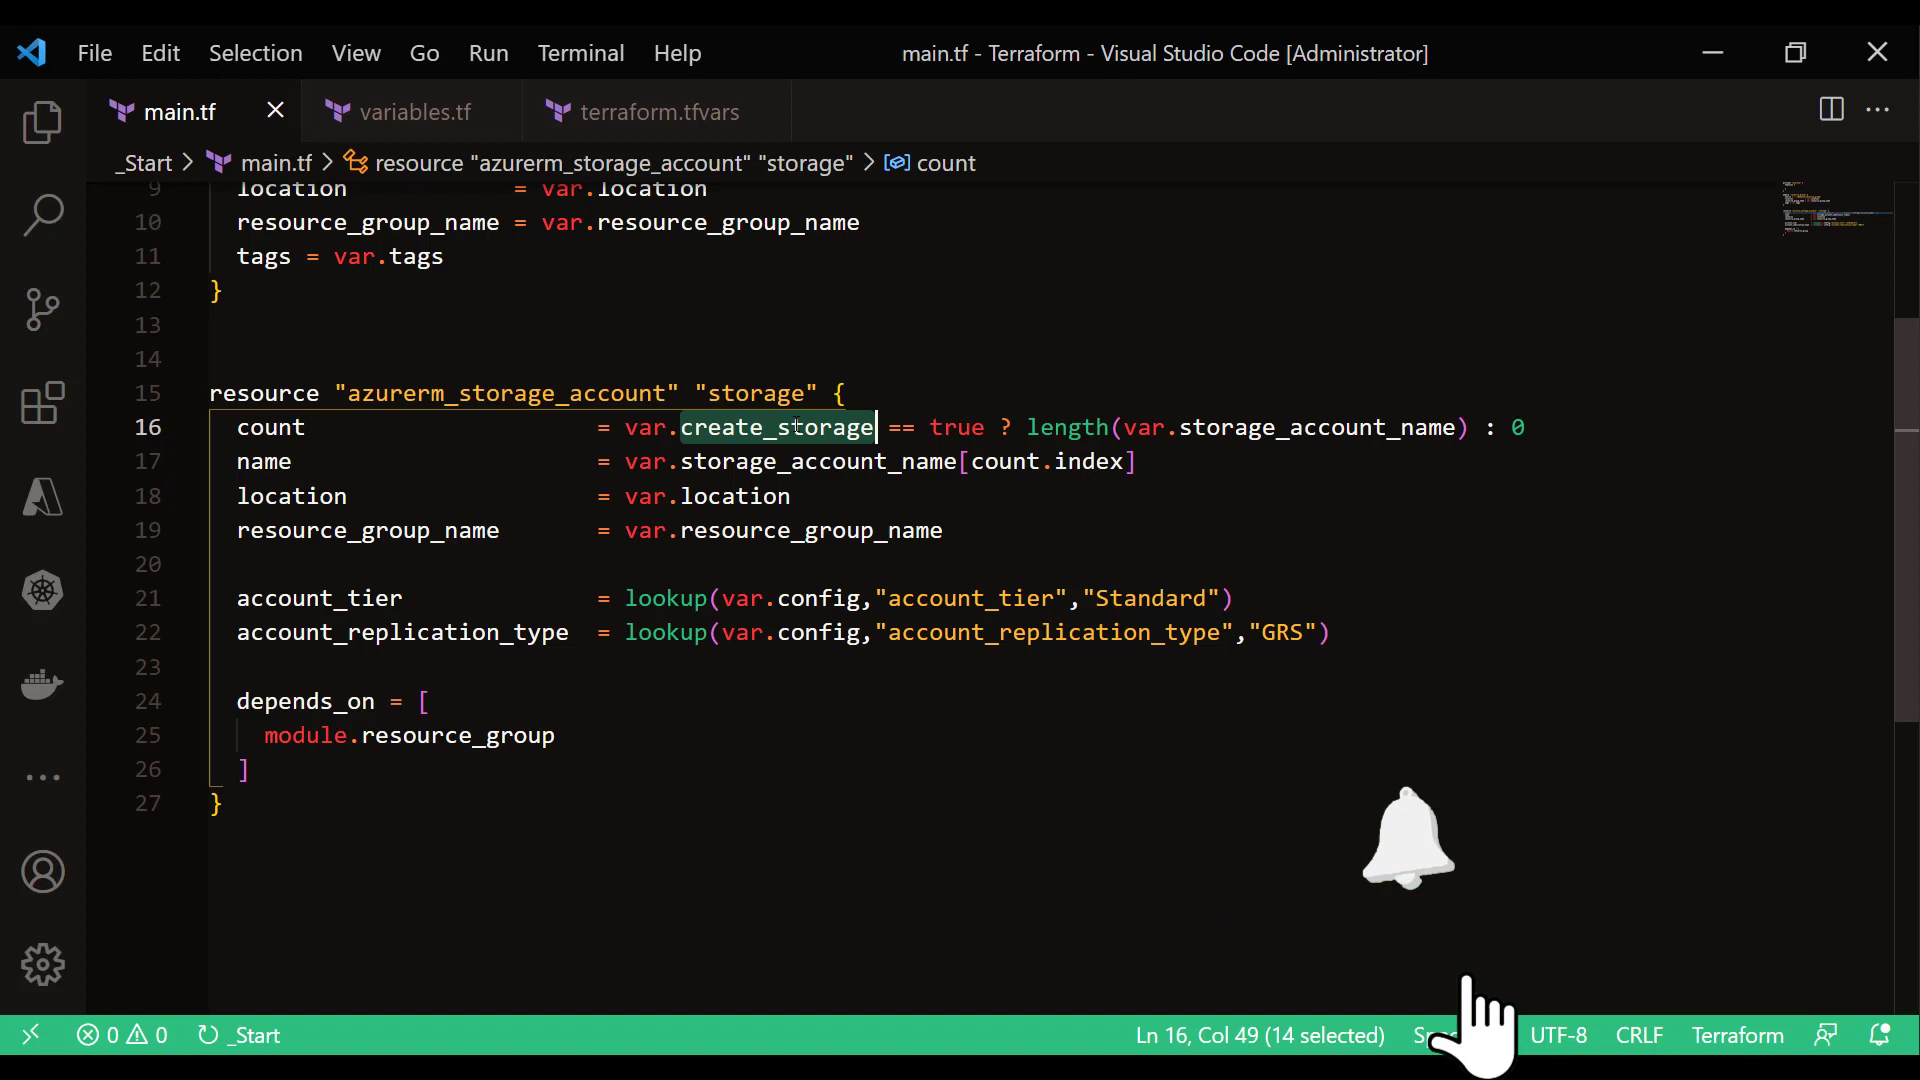 File Edit Selection View Go Run Terminal Help main.tf - Terraform - Visual Studio Code [Administrator]
main.tf variables.tf terraform.tfvars
_Start > main.tf > resource "azurerm_storage_account" "storage" > count
9 location = var.location
10 resource_group_name = var.resource_group_name
11 tags = var.tags
12 }
13
14
15 resource "azurerm_storage_account" "storage" {
16 count = var.create_storage == true ? length(var.storage_account_name) : 0
17 name = var.storage_account_name[count.index]
18 location = var.location
19 resource_group_name = var.resource_group_name
20
21 account_tier = lookup(var.config,"account_tier","Standard")
22 account_replication_type = lookup(var.config,"account_replication_type","GRS")
23
24 depends_on = [
25 module.resource_group
26 ]
27 }
0 0 _Start Ln 16, Col 49 (14 selected) UTF-8 CRLF Terraform